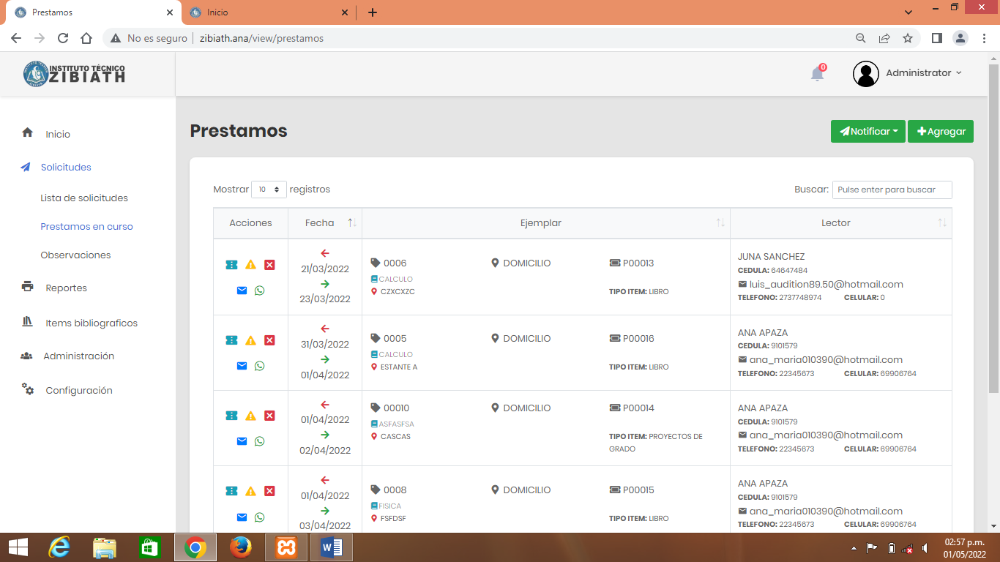 Prestamos
Inicio
No es seguro
zibiath.ana/view/prestamos
INSTITUTO TÉCNICO
ZIBIATH
0
Administrator
Inicio
Solicitudes
Lista de solicitudes
Prestamos en curso
Observaciones
Reportes
Items bibliograficos
Administración
Configuración
Prestamos
Notificar
Agregar
Mostrar 10 registros
Buscar: Pulse enter para buscar
Acciones Fecha Ejemplar Lector
21/03/2022
23/03/2022
0006 DOMICILIO P00013
CALCULO
CZXCXZC TIPO ITEM: LIBRO
JUNA SANCHEZ
CEDULA: 64647484
luis_audition89.50@hotmail.com
TELEFONO: 2737748974 CELULAR: 0
31/03/2022
01/04/2022
0005 DOMICILIO P00016
CALCULO
ESTANTE A TIPO ITEM: LIBRO
ANA APAZA
CEDULA: 9101579
ana_maria010390@hotmail.com
TELEFONO: 22345673 CELULAR: 69906764
01/04/2022
02/04/2022
00010 DOMICILIO P00014
ASFASFSA
CASCAS TIPO ITEM: PROYECTOS DE
GRADO
ANA APAZA
CEDULA: 9101579
ana_maria010390@hotmail.com
TELEFONO: 22345673 CELULAR: 69906764
01/04/2022
03/04/2022
0008 DOMICILIO P00015
FISICA
FSFDSF TIPO ITEM: LIBRO
ANA APAZA
CEDULA: 9101579
ana_maria010390@hotmail.com
TELEFONO: 22345673 CELULAR: 69906764
02:57 p.m.
01/05/2022